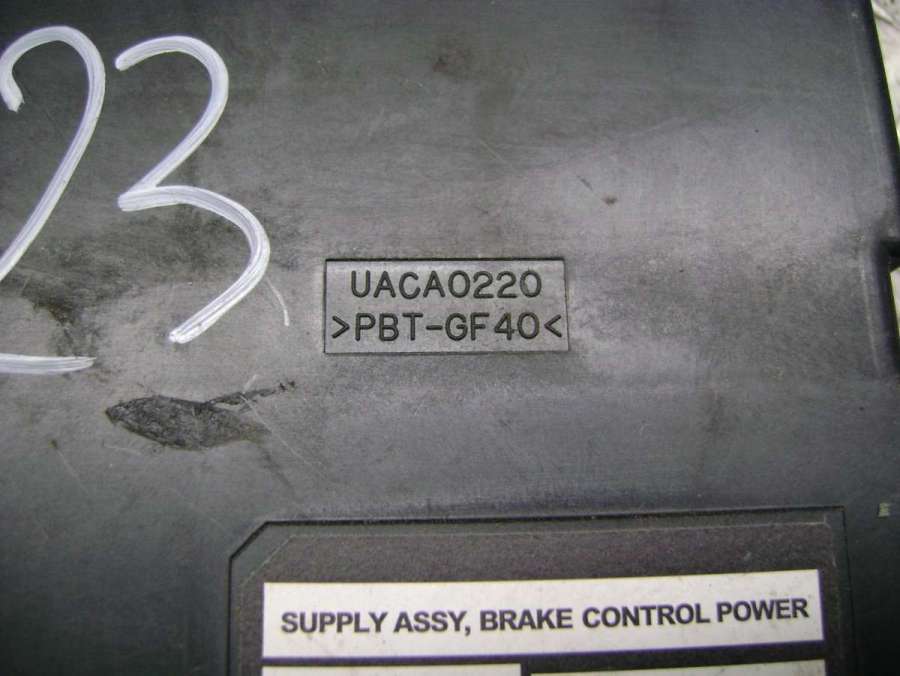 23
UACA0220
>PBT-GF40<
SUPPLY ASSY, BRAKE CONTROL POWER